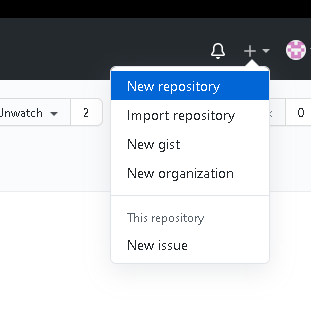 Unwatch 2 0
New repository
Import repository
New gist
New organization
This repository
New issue